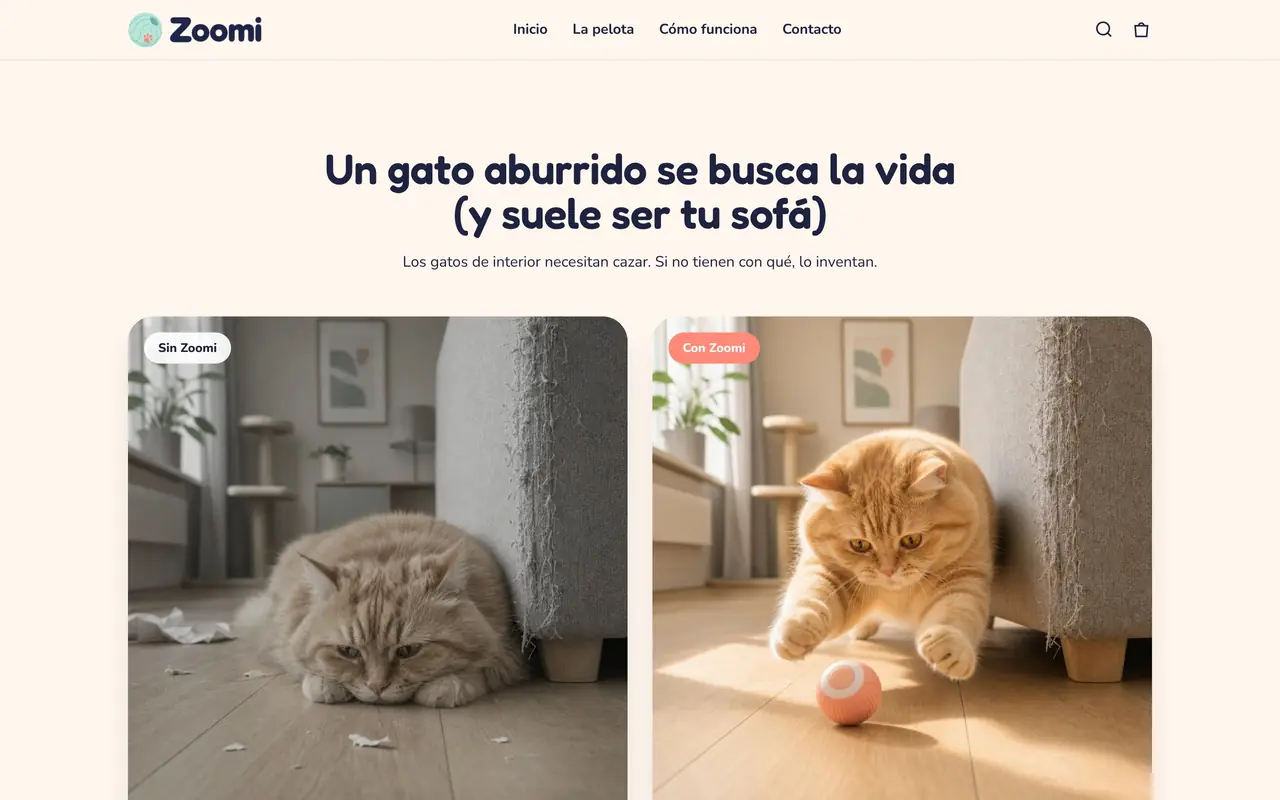 Zoomi
Inicio
La pelota
Cómo funciona
Contacto
Un gato aburrido se busca la vida
(y suele ser tu sofá)
Los gatos de interior necesitan cazar. Si no tienen con qué, lo inventan.
Sin Zoomi
Con Zoomi